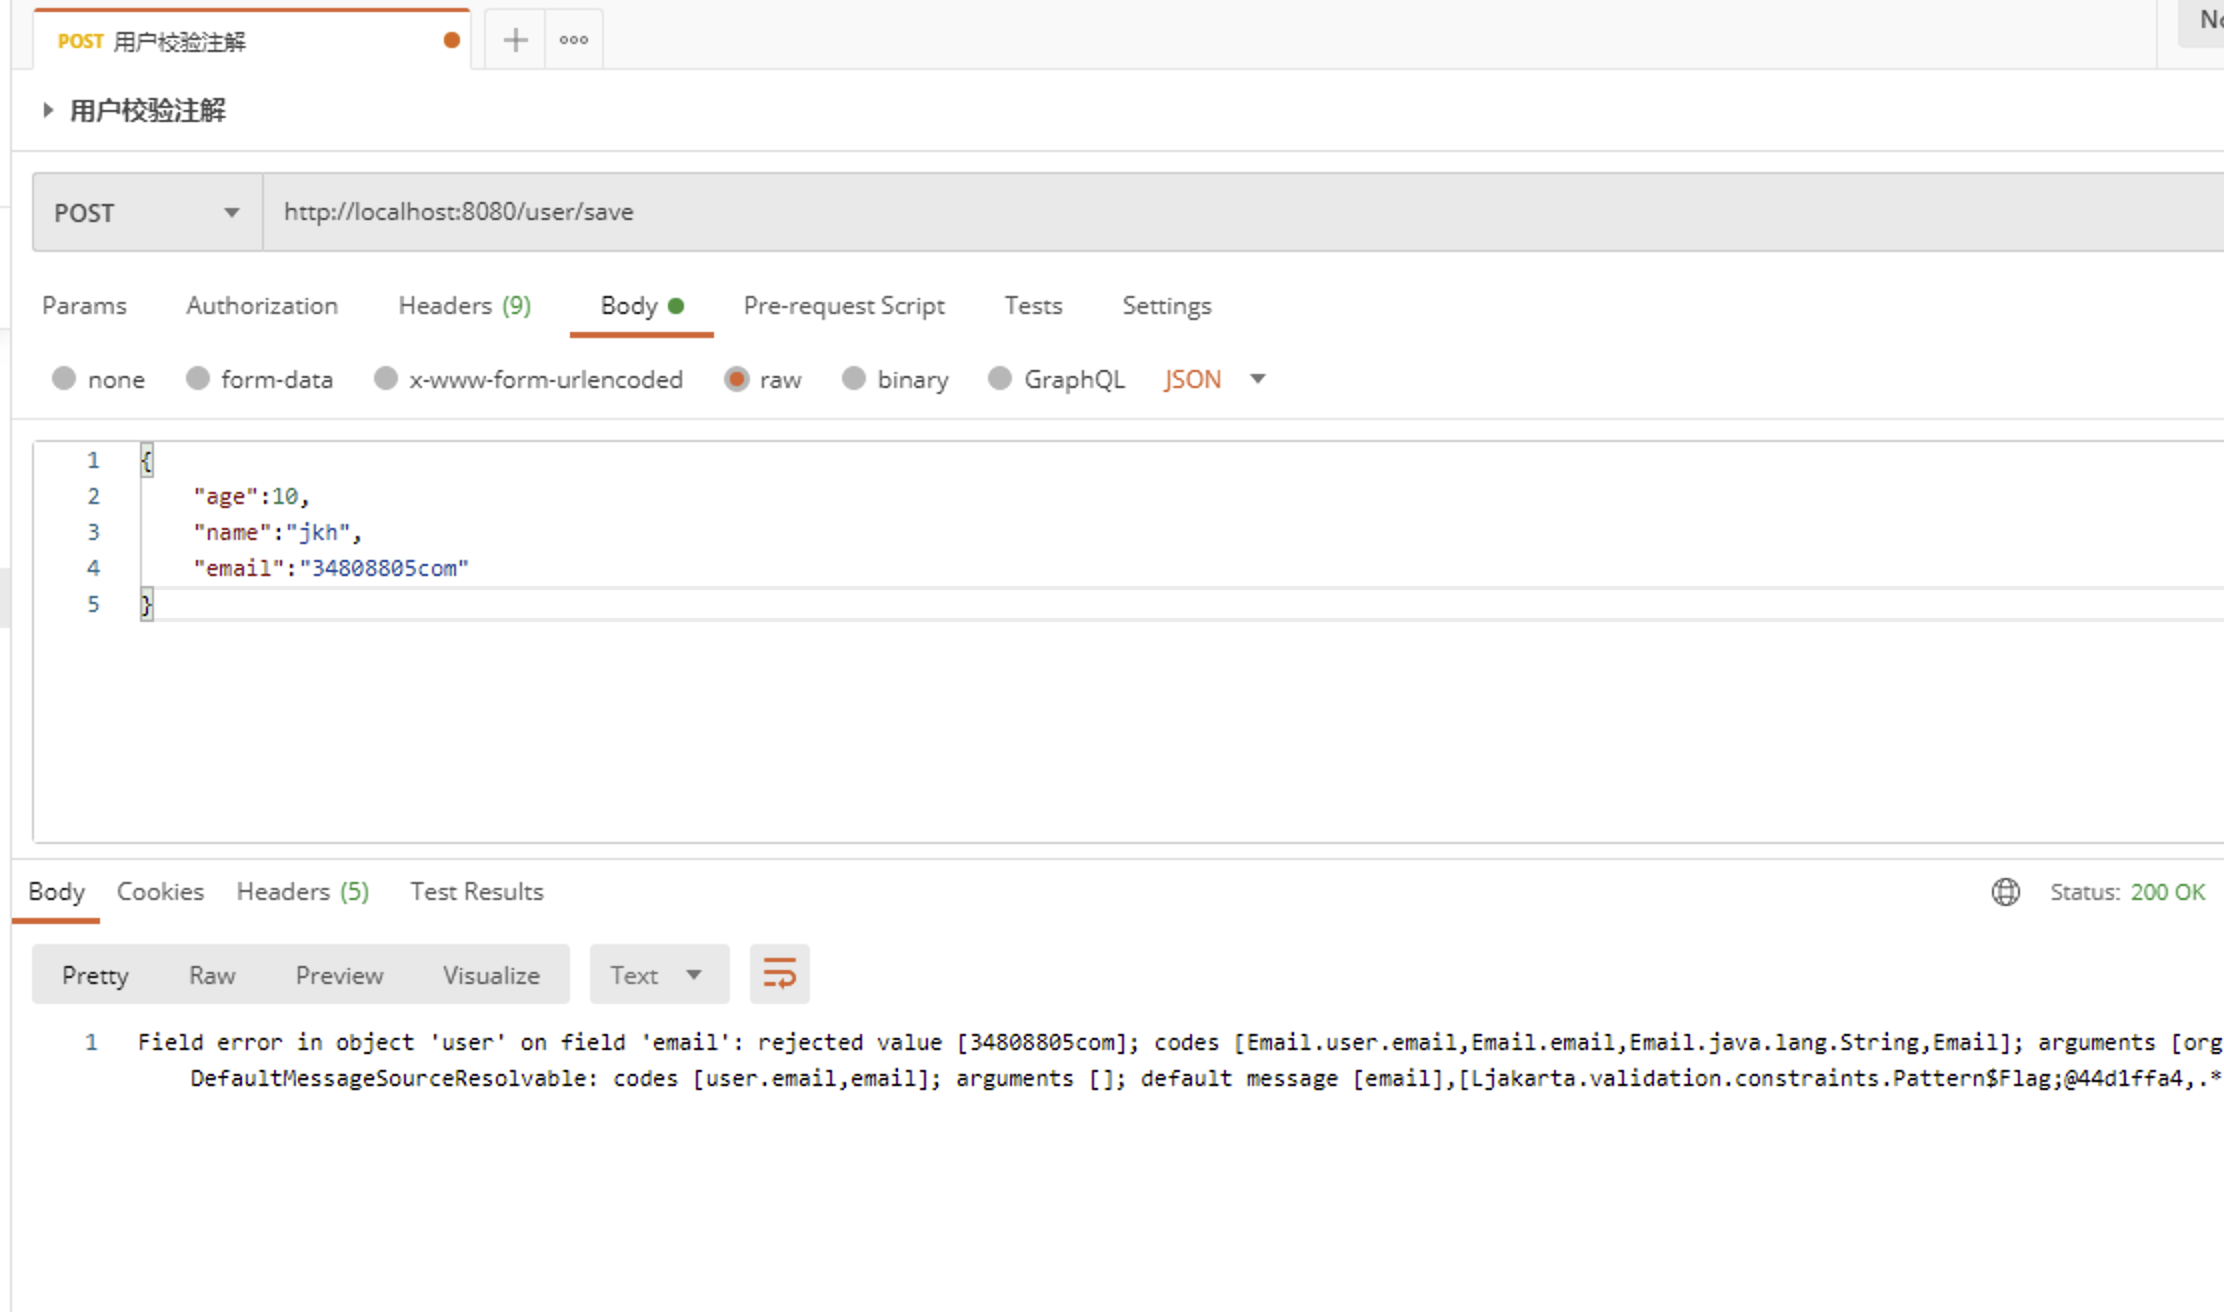 POST 用户校验注解
No
用户校验注解
POST http://localhost:8080/user/save
Params Authorization Headers (9) Body Pre-request Script Tests Settings
none form-data x-www-form-urlencoded raw binary GraphQL JSON
1 {
2 "age":10,
3 "name":"jkh",
4 "email":"34808805com"
5 }
Body Cookies Headers (5) Test Results Status: 200 OK
Pretty Raw Preview Visualize Text
1 Field error in object 'user' on field 'email': rejected value [34808805com]; codes [Email.user.email,Email.email,Email.java.lang.String,Email]; arguments [org
DefaultMessageSourceResolvable: codes [user.email,email]; arguments []; default message [email],[Ljakarta.validation.constraints.Pattern$Flag;@44d1ffa4,.*